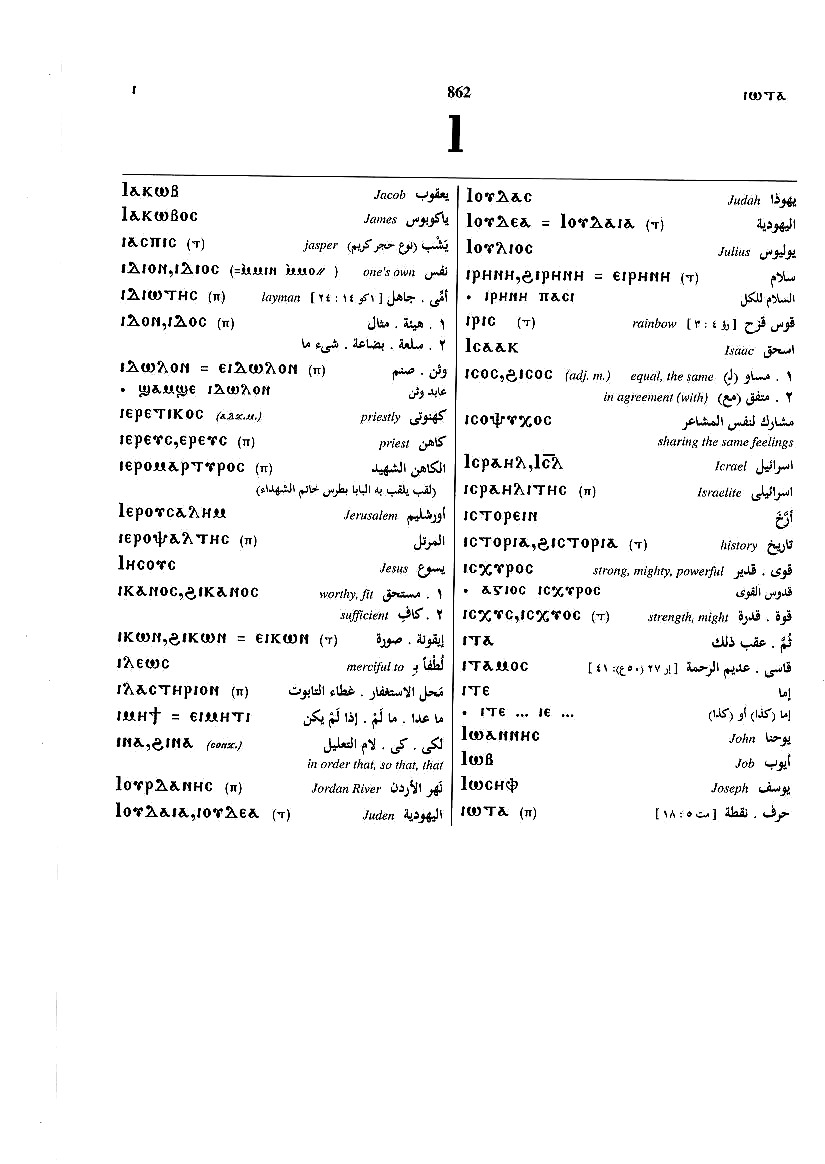 ⲓ 862 ⲓⲱⲧⲁ
Ⲓ
Ⲓⲁⲕⲱⲃ Jacob يعقوب
Ⲓⲁⲕⲱⲃⲟⲥ James ياكوبوس
ⲓⲁⲥⲡⲓⲥ (ⲧ) jasper يَشْب (نوع حجر كريم)
ⲓⲇⲓⲟⲛ,ⲓⲇⲓⲟⲥ (=ⲙ̀ⲙⲓⲛ ⲙ̀ⲙⲟ// ) one's own نفس
ⲓⲇⲓⲱⲧⲏⲥ (ⲡ) layman أمّى . جاهل [١كو ١٤ : ٢٤]
ⲓⲇⲟⲛ,ⲓⲇⲟⲥ (ⲡ) ١ . هيئة . مثال
٢ . سلعة . بضاعة . شىء ما
ⲓⲇⲱⲗⲟⲛ = ⲉⲓⲇⲱⲗⲟⲛ (ⲡ) وثن . صنم
• ϣⲁⲙϣⲉ ⲓⲇⲱⲗⲟⲛ عابد وثن
ⲓⲉⲣⲉⲧⲓⲕⲟⲥ (ⲁⲇϫ.ⲙ.) priestly كهنوتى
ⲓⲉⲣⲉⲩⲥ,ⲉⲣⲉⲩⲥ (ⲡ) priest كاهن
ⲓⲉⲣⲟⲙⲁⲣⲧⲩⲣⲟⲥ (ⲡ) الكاهن الشهيد
(لقب يلقب به البابا بطرس خاتم الشهداء)
Ⲓⲉⲣⲟⲩⲥⲁⲗⲏⲙ Jerusalem أورشليم
ⲓⲉⲣⲟⲯⲁⲗⲧⲏⲥ (ⲡ) المرتل
Ⲓⲏⲥⲟⲩⲥ Jesus يسوع
ⲓⲕⲁⲛⲟⲥ,ϩⲓⲕⲁⲛⲟⲥ worthy, fit ١ . مستحق
sufficient ٢ . كافٍ
ⲓⲕⲱⲛ,ϩⲓⲕⲱⲛ = ⲉⲓⲕⲱⲛ (ⲧ) إيقونة . صورة
ⲓⲗⲉⲱⲥ merciful to لُطفاً بـ
ⲓⲗⲁⲥⲧⲏⲣⲓⲟⲛ (ⲡ) مَحل الاستغفار . غطاء التابوت
ⲓⲙⲏϯ = ⲉⲓⲙⲏⲧⲓ ما عدا . ما لَمْ . إذا لَمْ يكن
ⲓⲛⲁ,ϩⲓⲛⲁ (conx.) لكى . كى . لام التعليل
in order that, so that, that
Ⲓⲟⲩⲣⲇⲁⲛⲏⲥ (ⲡ) Jordan River نَهر الأردن
Ⲓⲟⲩⲇⲁⲓⲁ,ⲓⲟⲩⲇⲉⲁ (ⲧ) Juden اليهودية
Ⲓⲟⲩⲇⲁⲥ Judah يهوذا
Ⲓⲟⲩⲇⲉⲁ = Ⲓⲟⲩⲇⲁⲓⲁ (ⲧ) اليهودية
Ⲓⲟⲩⲗⲓⲟⲥ Julius يوليوس
ⲓⲣⲏⲛⲏ,ϩⲓⲣⲏⲛⲏ = ⲉⲓⲣⲏⲛⲏ (ⲧ) سلام
• ⲓⲣⲏⲛⲏ ⲡⲁⲥⲓ السلام للكل
ⲓⲣⲓⲥ (ⲧ) rainbow قوس قزح [رؤ ٤ : ٣]
Ⲓⲥⲁⲁⲕ Isaac اسحق
ⲓⲥⲟⲥ,ϩⲓⲥⲟⲥ (adj. m.) equal, the same ١ . مساوٍ (لِ)
in agreement (with) ٢ . متفق (مع)
ⲓⲥⲟⲯⲩⲭⲟⲥ مشارك لنفس المشاعر
sharing the same feelings
Ⲓⲥⲣⲁⲏⲗ,Ⲓⲥ̅ⲗ̅ Icrael اسرائيل
ⲓⲥⲣⲁⲏⲗⲓⲧⲏⲥ (ⲡ) Israelite اسرائيلى
ⲓⲥⲧⲟⲣⲉⲓⲛ أرَّخ
ⲓⲥⲧⲟⲣⲓⲁ,ϩⲓⲥⲧⲟⲣⲓⲁ (ⲧ) history تاريخ
ⲓⲥⲭⲩⲣⲟⲥ strong, mighty, powerful قوى . قدير
• ⲁⲅⲓⲟⲥ ⲓⲥⲭⲩⲣⲟⲥ قدوس القوى
ⲓⲥⲭⲩⲥ,ⲓⲥⲭⲩⲟⲥ (ⲧ) strength, might قوة . قدرة
ⲓⲧⲁ ثُمَّ . عقب ذلك
ⲓⲧⲁⲙⲟⲥ قاسى . عديم الرحمة [إر ٢٧ (٥٠ع): ٤١]
ⲓⲧⲉ إما
• ⲓⲧⲉ ... ⲓⲉ ... إما (كذا) أو (كذا)
Ⲓⲱⲁⲛⲛⲏⲥ John يوحنا
Ⲓⲱⲃ Job أيوب
Ⲓⲱⲥⲏⲫ Joseph يوسف
ⲓⲱⲧⲁ (ⲡ) حرف . نقطة [مت ٥ : ١٨]